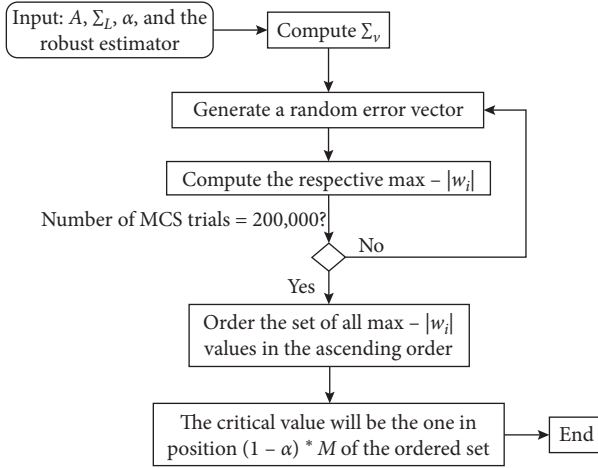 Input: A, Σ_L, α, and the
robust estimator
Compute Σ_v
Generate a random error vector
Compute the respective max – |w_i|
Number of MCS trials = 200,000?
No
Yes
Order the set of all max – |w_i|
values in the ascending order
The critical value will be the one in
position (1 – α) * M of the ordered set
End